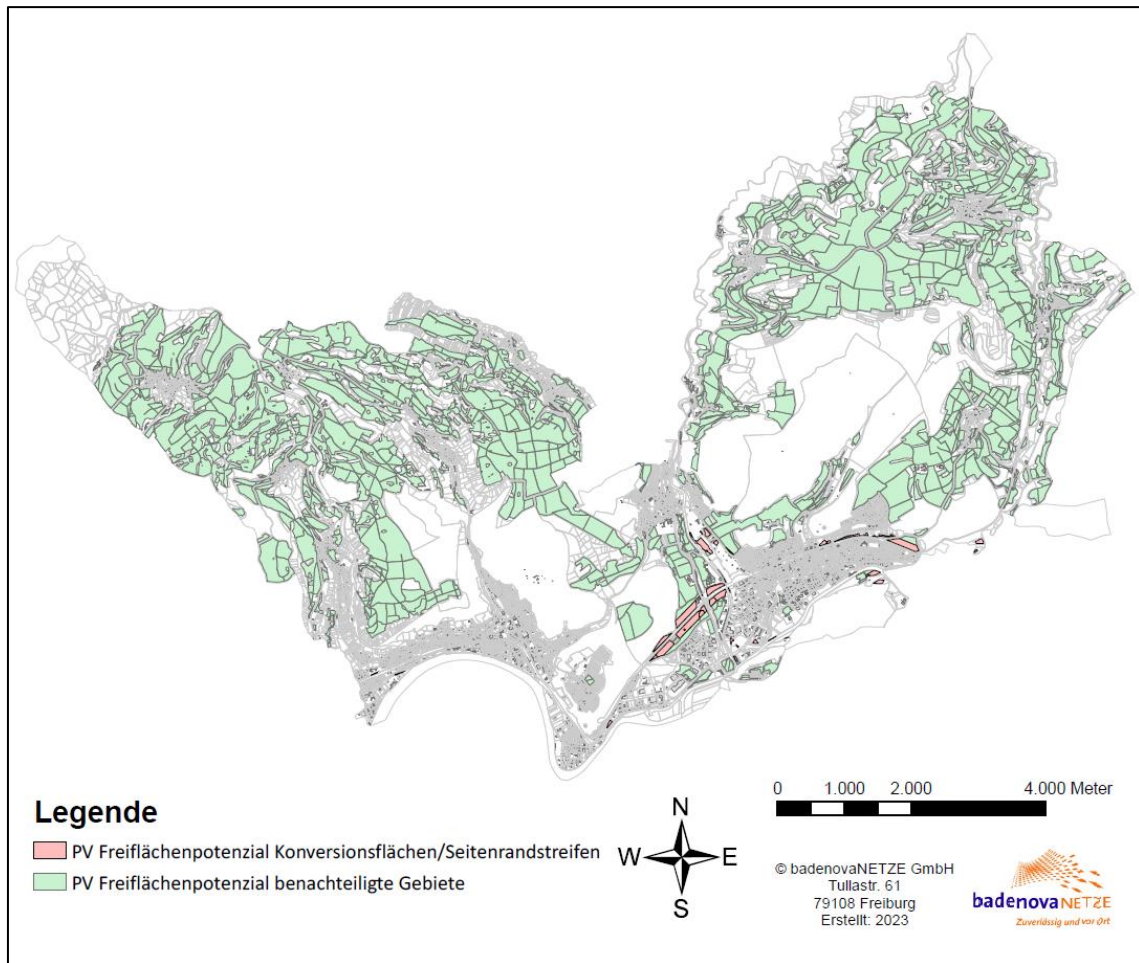 Legende
PV Freiflächenpotenzial Konversionsflächen/Seitenrandstreifen
PV Freiflächenpotenzial benachteiligte Gebiete
N
W E
S
0 1.000 2.000 4.000 Meter
© badenovaNETZE GmbH
Tullastr. 61
79108 Freiburg
Erstellt: 2023
badenovaNETZE
Zuverlässig und vor Ort